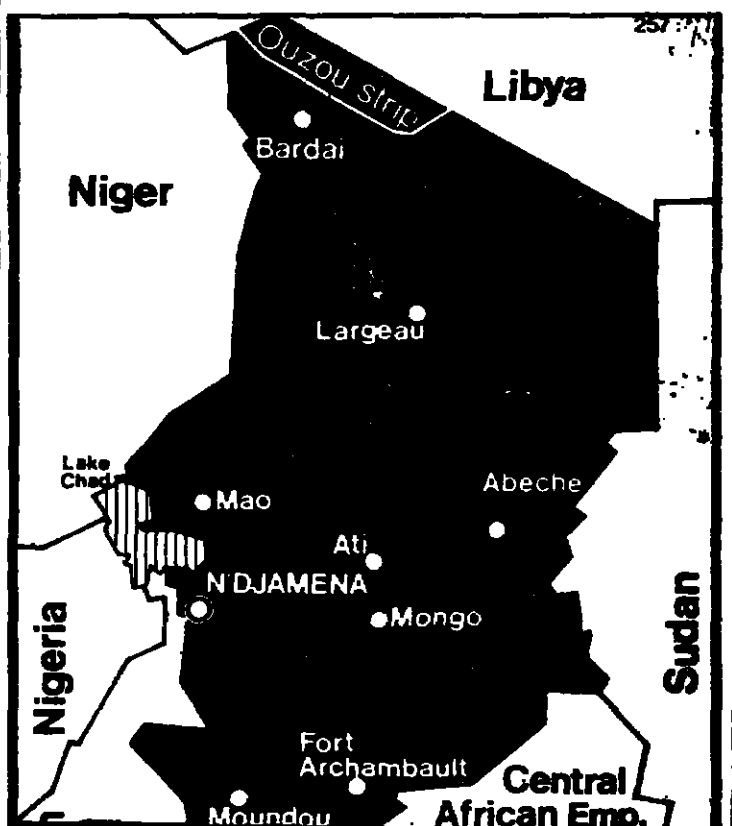 257
Ouzou strip
Libya
Bardai
Niger
Largeau
Lake
Chad
Mao
Abeche
Ati
N'DJAMENA
Mongo
Nigeria
Sudan
Fort
Archambault
Moundou
Central
African Emp.